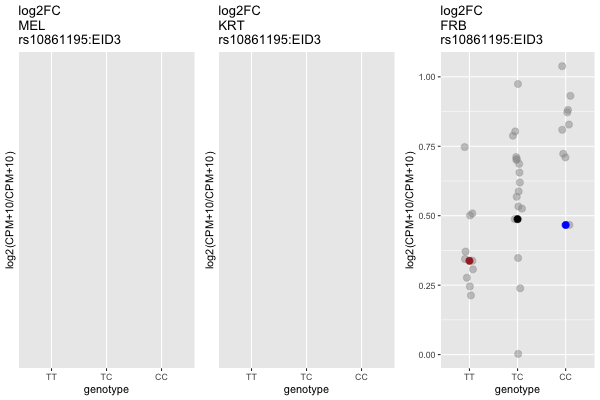 log2FC
MEL
rs10861195:EID3
log2(CPM+10/CPM+10)
TT TC CC
genotype
log2FC
KRT
rs10861195:EID3
log2(CPM+10/CPM+10)
TT TC CC
genotype
log2FC
FRB
rs10861195:EID3
log2(CPM+10/CPM+10)
1.00
0.75
0.50
0.25
0.00
TT TC CC
genotype